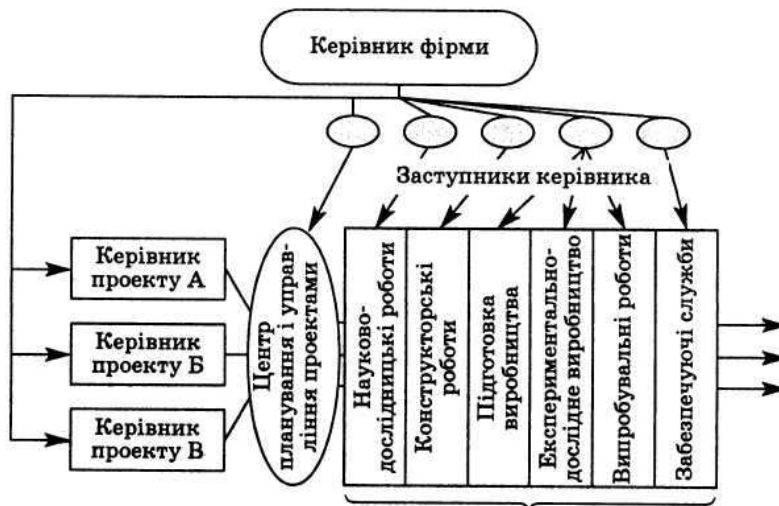 Керівник фірми
Заступники керівника
Керівник
проекту А
Керівник
проекту Б
Керівник
проекту В
Центр
планування і управ-
ління проектами
Науково-
дослідницькі роботи
Конструкторські
роботи
Підготовка
виробництва
Експериментально-
дослідне виробництво
Випробувальні роботи
Забезпечуючі служби